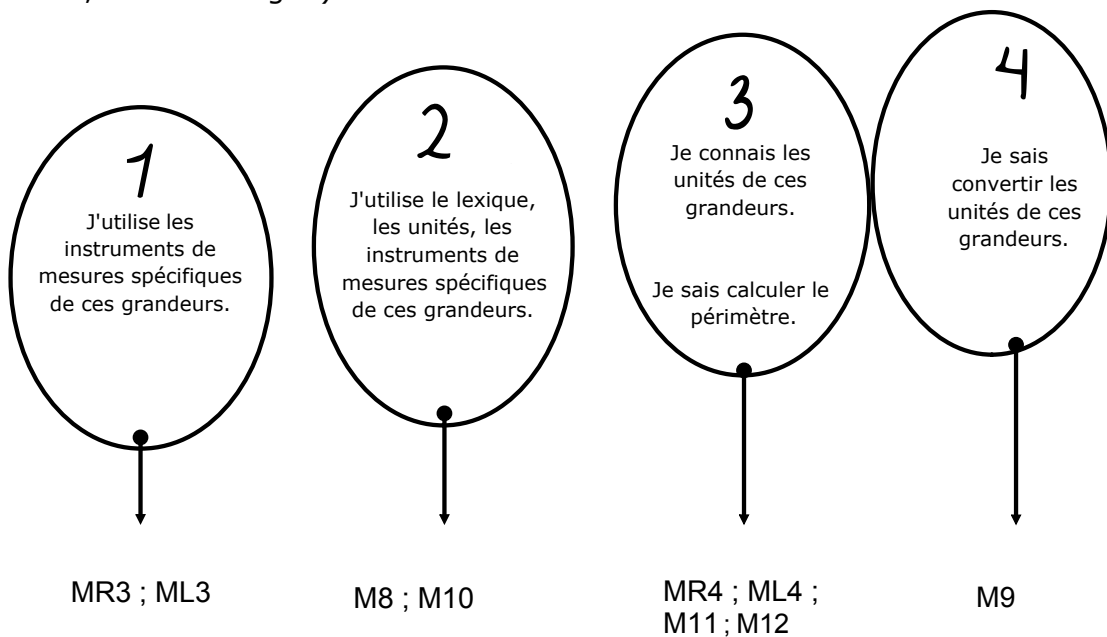 1
J'utilise les
instruments de
mesures spécifiques
de ces grandeurs.
MR3 ; ML3
2
J'utilise le lexique,
les unités, les
instruments de
mesures spécifiques
de ces grandeurs.
M8 ; M10
3
Je connais les
unités de ces
grandeurs.
Je sais calculer le
périmètre.
MR4 ; ML4 ;
M11 ; M12
4
Je sais
convertir les
unités de ces
grandeurs.
M9